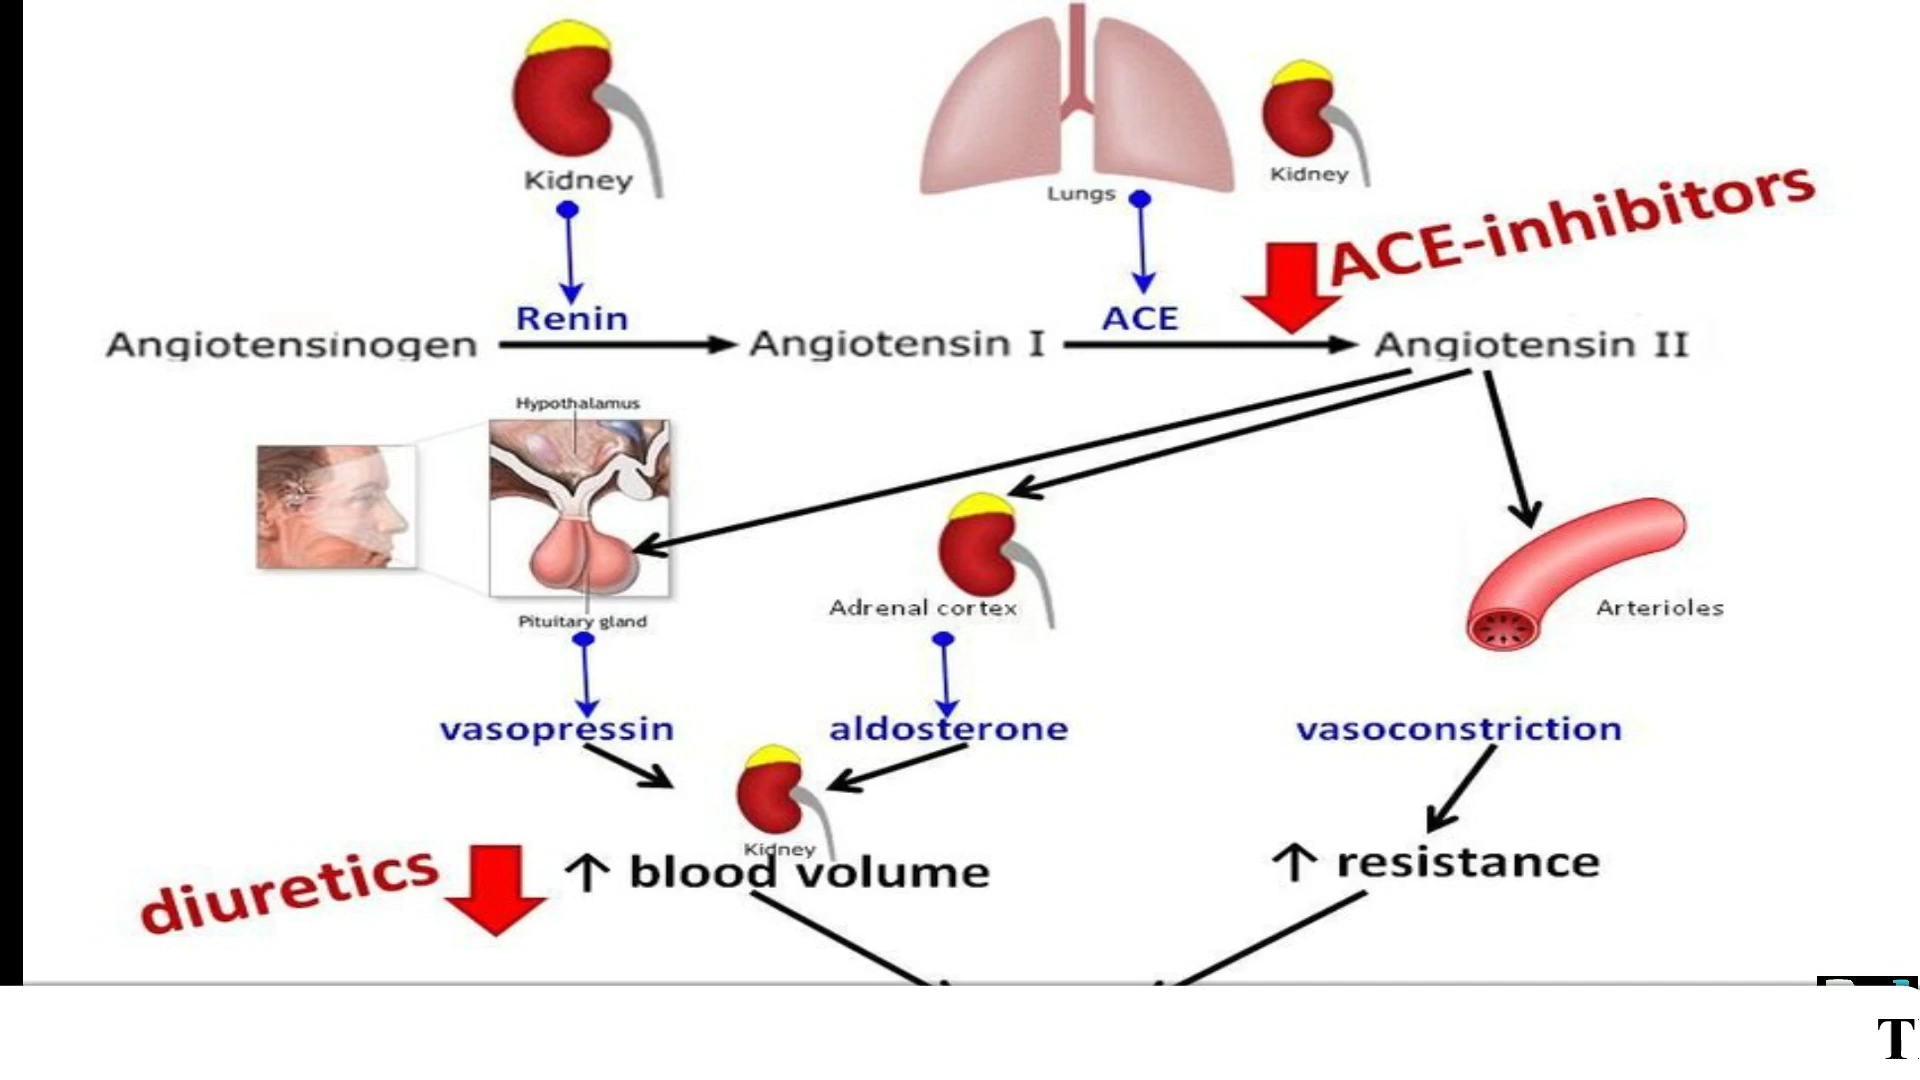 Kidney
Lungs
Kidney
ACE-inhibitors
Renin
ACE
Angiotensinogen
Angiotensin I
Angiotensin II
Hypothalamus
Pituitary gland
Adrenal cortex
Arterioles
vasopressin
aldosterone
vasoconstriction
Kidney
diuretics
↑ blood volume
↑ resistance